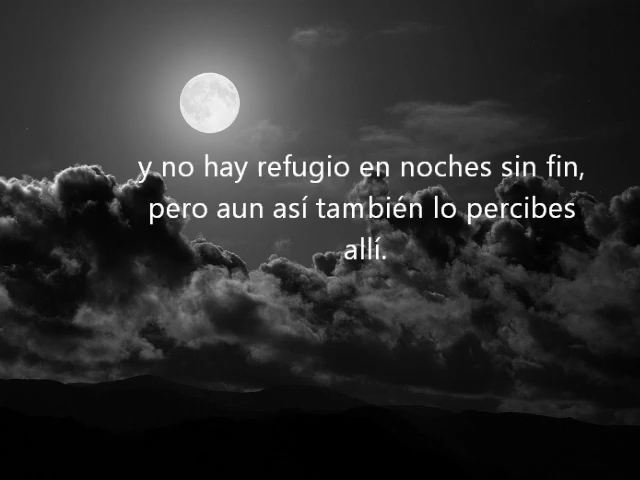 y no hay refugio en noches sin fin,
pero aun así también lo percibes
allí.